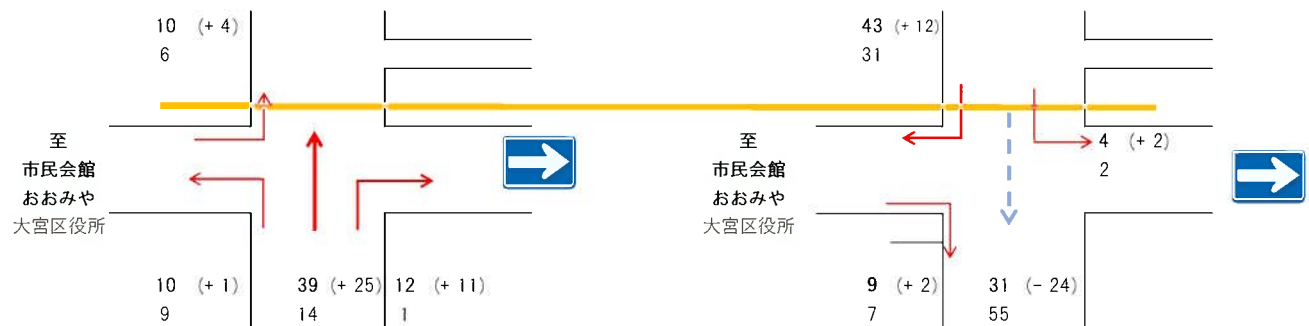 10 (+ 4)
6
至
市民会館
おおみや
大宮区役所
10 (+ 1)
9
39 (+ 25)
14
12 (+ 11)
1
43 (+ 12)
31
至
市民会館
おおみや
大宮区役所
4 (+ 2)
2
9 (+ 2)
7
31 (- 24)
55